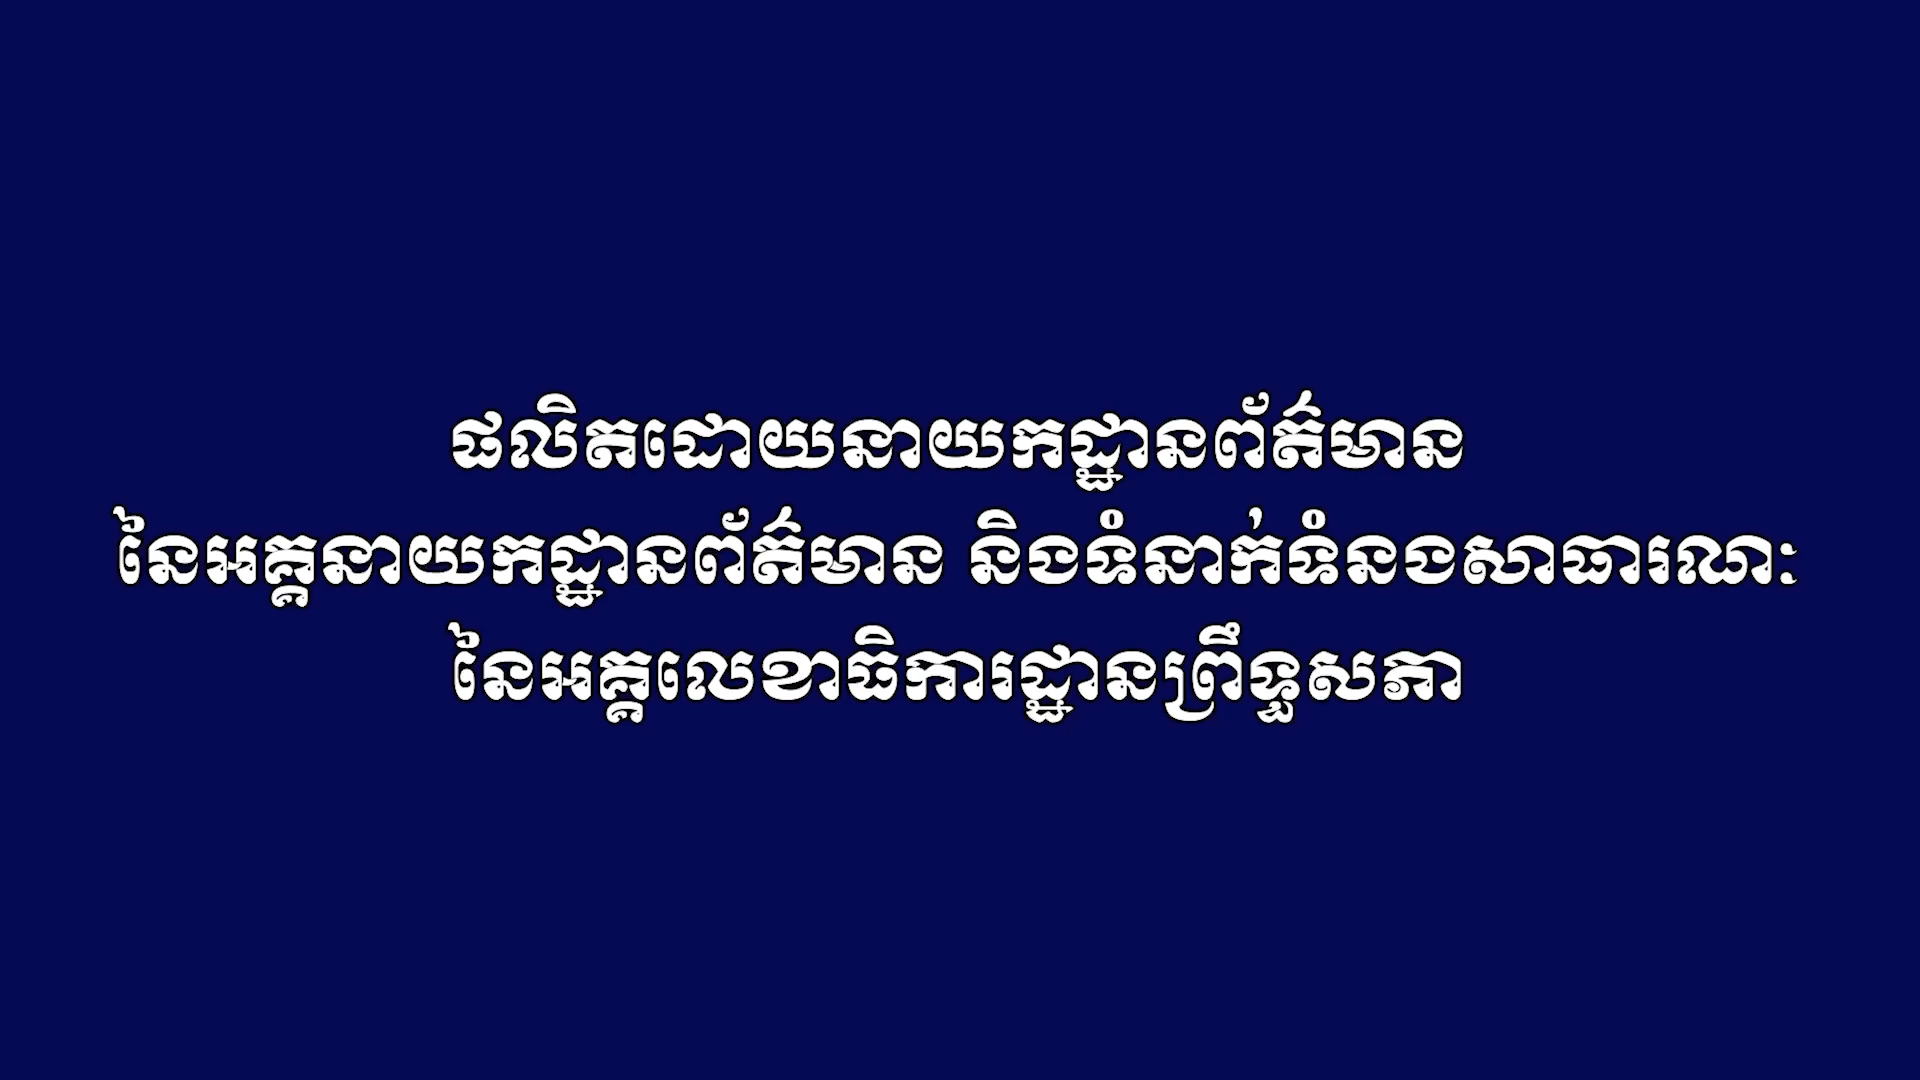 ផលិតដោយនាយកដ្ឋានព័ត៌មាន
នៃអគ្គនាយកដ្ឋានព័ត៌មាន និងទំនាក់ទំនងសាធារណៈ
នៃអគ្គលេខាធិការដ្ឋានព្រឹទ្ធសភា